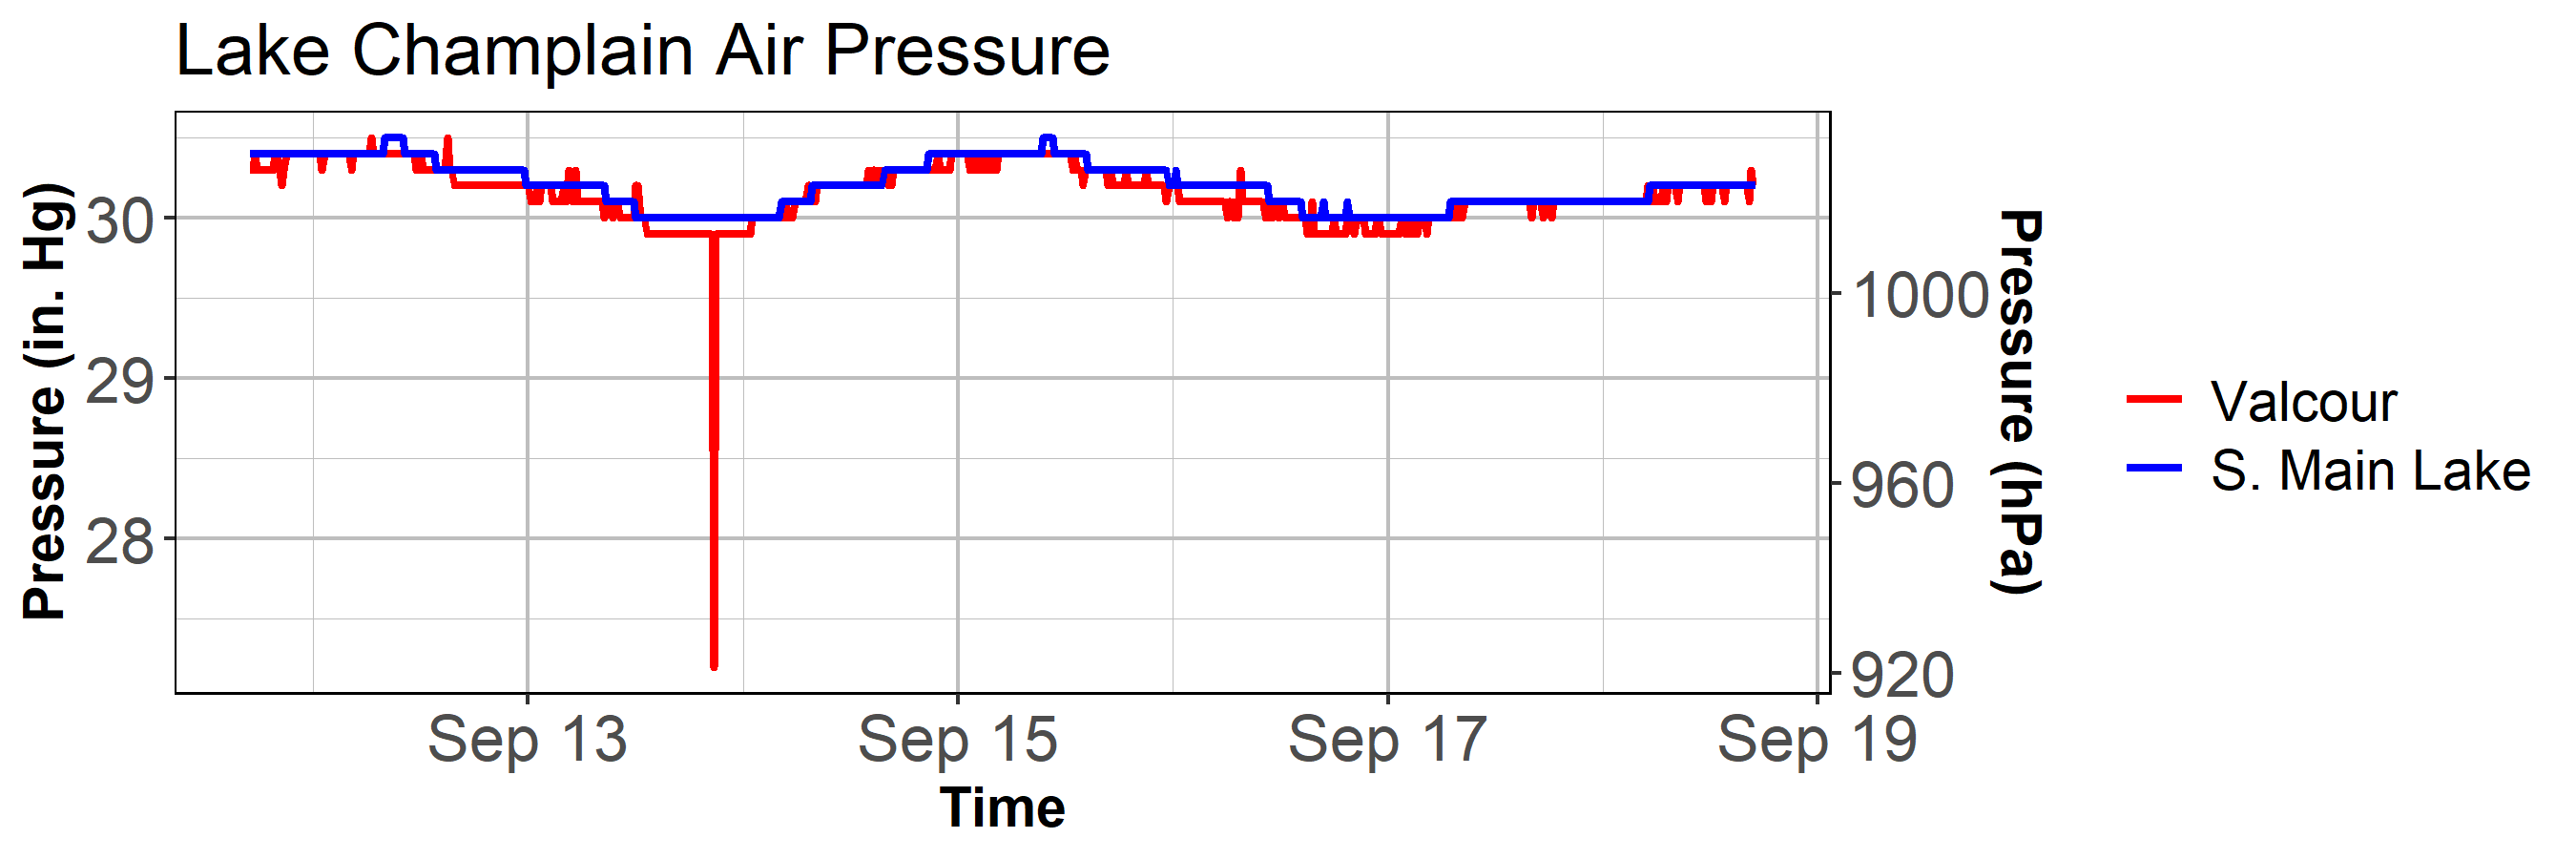 Lake Champlain Air Pressure
Pressure (in. Hg)
30
29
28
1000
960
920
Pressure (hPa)
Valcour
S. Main Lake
Sep 13
Sep 15
Sep 17
Sep 19
Time